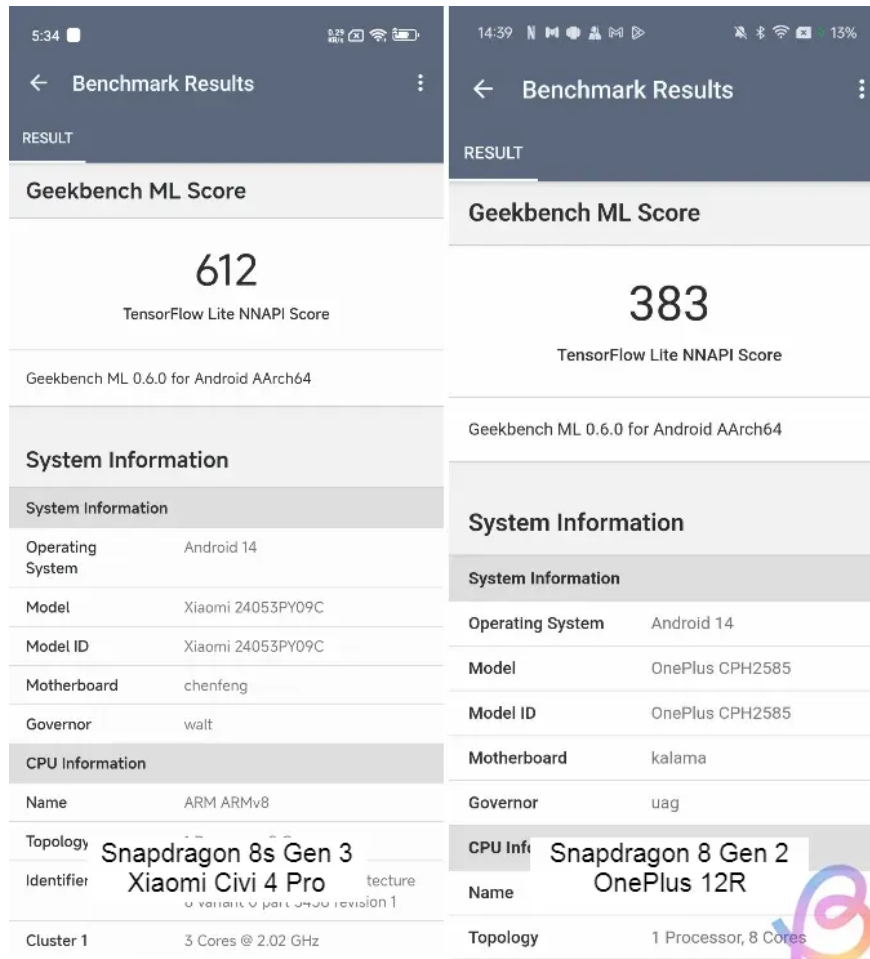 5:34
0.29
KB/s
Benchmark Results
RESULT
Geekbench ML Score
612
TensorFlow Lite NNAPI Score
Geekbench ML 0.6.0 for Android AArch64
System Information
System Information
Operating System Android 14
Model Xiaomi 24053PY09C
Model ID Xiaomi 24053PY09C
Motherboard chenfeng
Governor walt
CPU Information
Name ARM ARMv8
Topology
Snapdragon 8s Gen 3
Identifier Xiaomi Civi 4 Pro tecture
revision 1
Cluster 1 3 Cores @ 2.02 GHz
14:39 13%
Benchmark Results
RESULT
Geekbench ML Score
383
TensorFlow Lite NNAPI Score
Geekbench ML 0.6.0 for Android AArch64
System Information
System Information
Operating System Android 14
Model OnePlus CPH2585
Model ID OnePlus CPH2585
Motherboard kalama
Governor uag
CPU Info
Snapdragon 8 Gen 2
OnePlus 12R
Name
Topology 1 Processor, 8 Cores